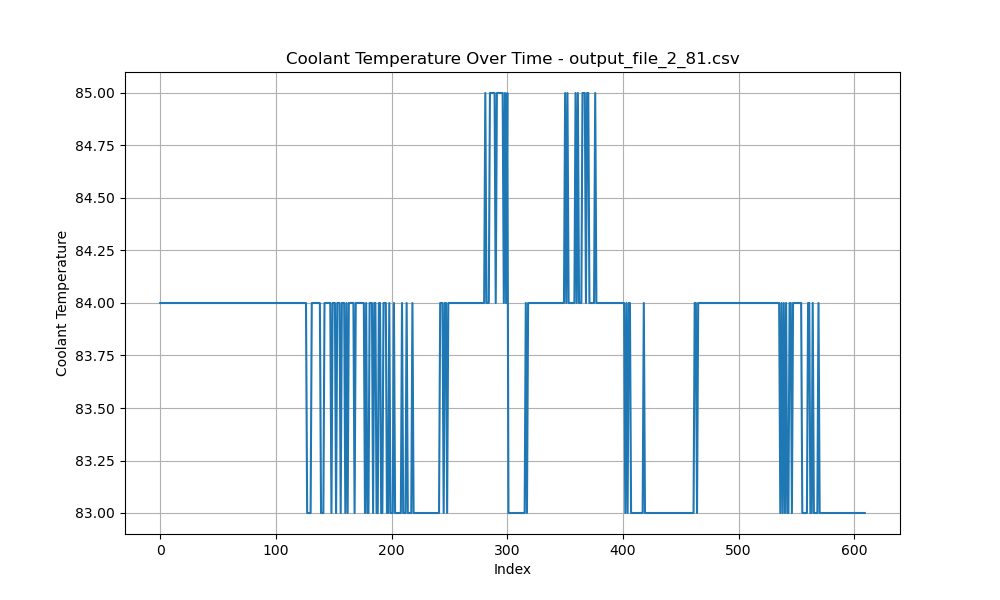 Coolant Temperature Over Time - output_file_2_81.csv
85.00
84.75
84.50
84.25
84.00
83.75
83.50
83.25
83.00
Coolant Temperature
0 100 200 300 400 500 600
Index